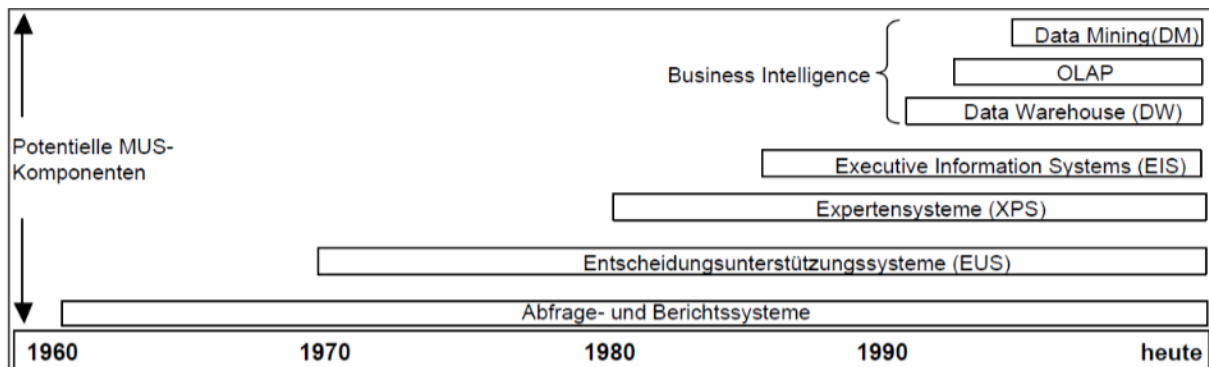 Data Mining(DM)
Business Intelligence
OLAP
Data Warehouse (DW)
Potentielle MUS-
Komponenten
Executive Information Systems (EIS)
Expertensysteme (XPS)
Entscheidungsunterstützungssysteme (EUS)
Abfrage- und Berichtssysteme
1960 1970 1980 1990 heute